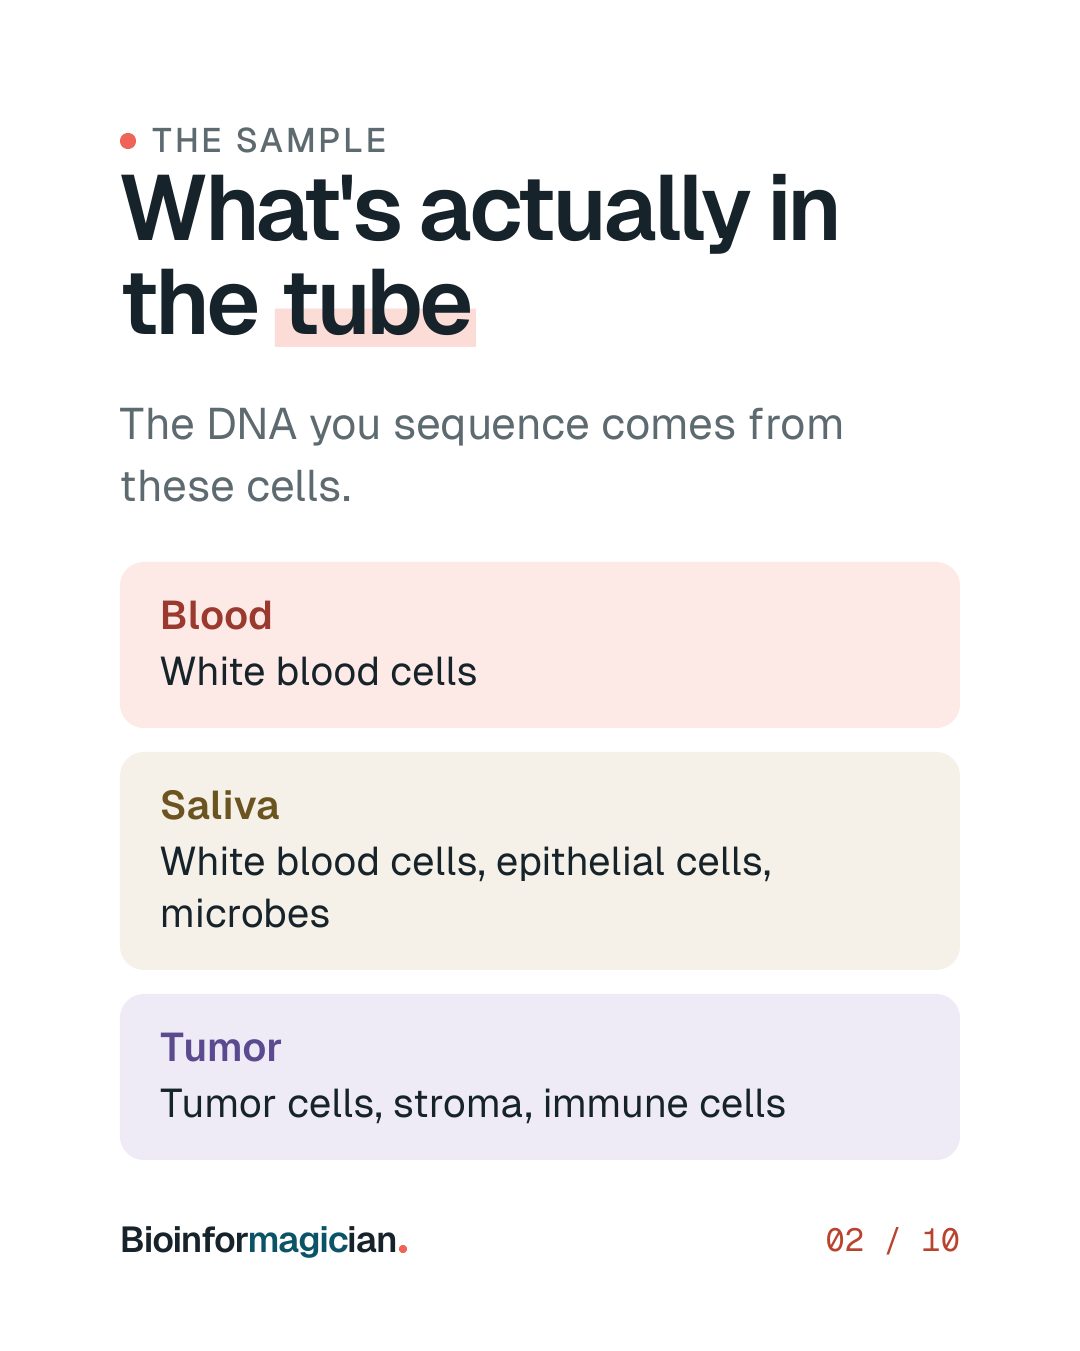 THE SAMPLE
What's actually in
the tube
The DNA you sequence comes from
these cells.
Blood
White blood cells
Saliva
White blood cells, epithelial cells,
microbes
Tumor
Tumor cells, stroma, immune cells
Bioinformagician.
02 / 10